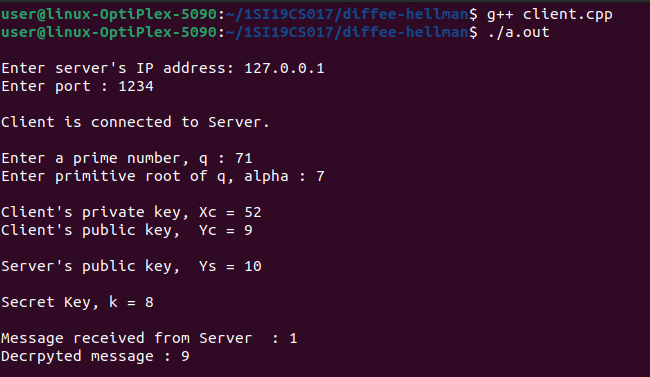 user@linux-OptiPlex-5090:~/1SI19CS017/diffee-hellman$ g++ client.cpp
user@linux-OptiPlex-5090:~/1SI19CS017/diffee-hellman$ ./a.out
Enter server's IP address: 127.0.0.1
Enter port : 1234
Client is connected to Server.
Enter a prime number, q : 71
Enter primitive root of q, alpha : 7
Client's private key, Xc = 52
Client's public key,  Yc = 9
Server's public key,  Ys = 10
Secret Key, k = 8
Message received from Server  : 1
Decrpyted message : 9